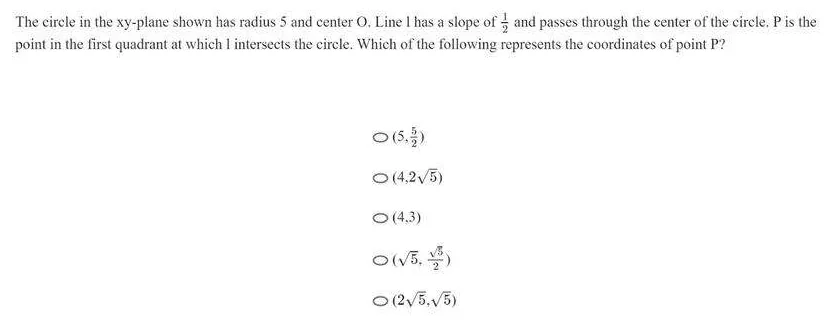 The circle in the xy-plane shown has radius 5 and center O. Line l has a slope of 1/2 and passes through the center of the circle. P is the
point in the first quadrant at which l intersects the circle. Which of the following represents the coordinates of point P?
(5,5/2)
(4,2√5)
(4,3)
(√5, √5/2)
(2√5,√5)